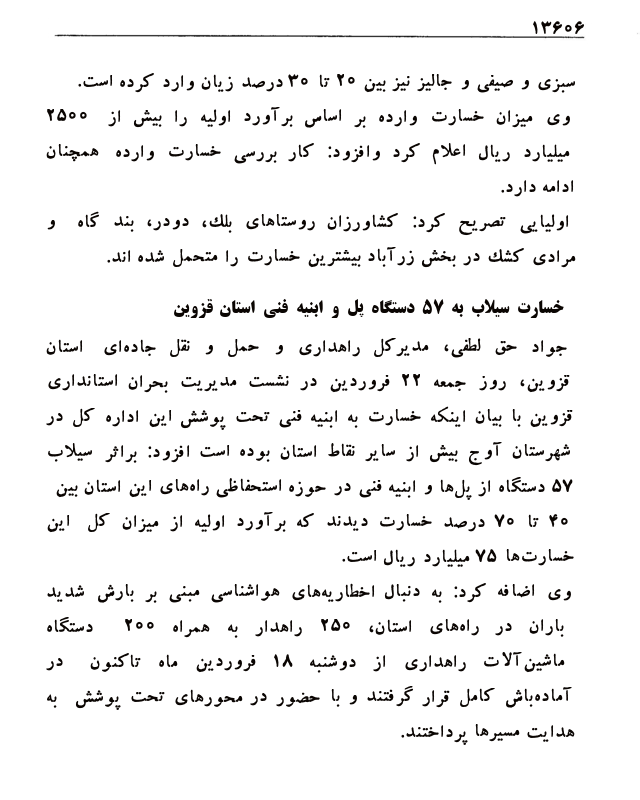 ۱۳۶۰۶
سبزی و صیفی و جالیز نیز بین ۲۰ تا ۳۰ درصد زیان وارد کرده است.
وی میزان خسارت وارده بر اساس برآورد اولیه را بیش از ۲۵۰۰
میلیارد ریال اعلام کرد وافزود: کار بررسی خسارت وارده همچنان
ادامه دارد.
اولیایی تصریح کرد: کشاورزان روستاهای بلك، دودر، بند گاه و
مرادی کشك در بخش زرآباد بیشترین خسارت را متحمل شده اند.
خسارت سیلاب به ۵۷ دستگاه پل و ابنیه فنی استان قزوین
جواد حق لطفی، مدیرکل راهداری و حمل و نقل جاده‌ای استان
قزوین، روز جمعه ۲۲ فروردین در نشست مدیریت بحران استانداری
قزوین با بیان اینکه خسارت به ابنیه فنی تحت پوشش این اداره کل در
شهرستان آوج بیش از سایر نقاط استان بوده است افزود: براثر سیلاب
۵۷ دستگاه از پل‌ها و ابنیه فنی در حوزه استحفاظی راه‌های این استان بین
۴۰ تا ۷۰ درصد خسارت دیدند که برآورد اولیه از میزان کل این
خسارت‌ها ۷۵ میلیارد ریال است.
وی اضافه کرد: به دنبال اخطاریه‌های هواشناسی مبنی بر بارش شدید
باران در راه‌های استان، ۲۵۰ راهدار به همراه ۲۰۰ دستگاه
ماشین‌آلات راهداری از دوشنبه ۱۸ فروردین ماه تاکنون در
آماده‌باش کامل قرار گرفتند و با حضور در محورهای تحت پوشش به
هدایت مسیرها پرداختند.